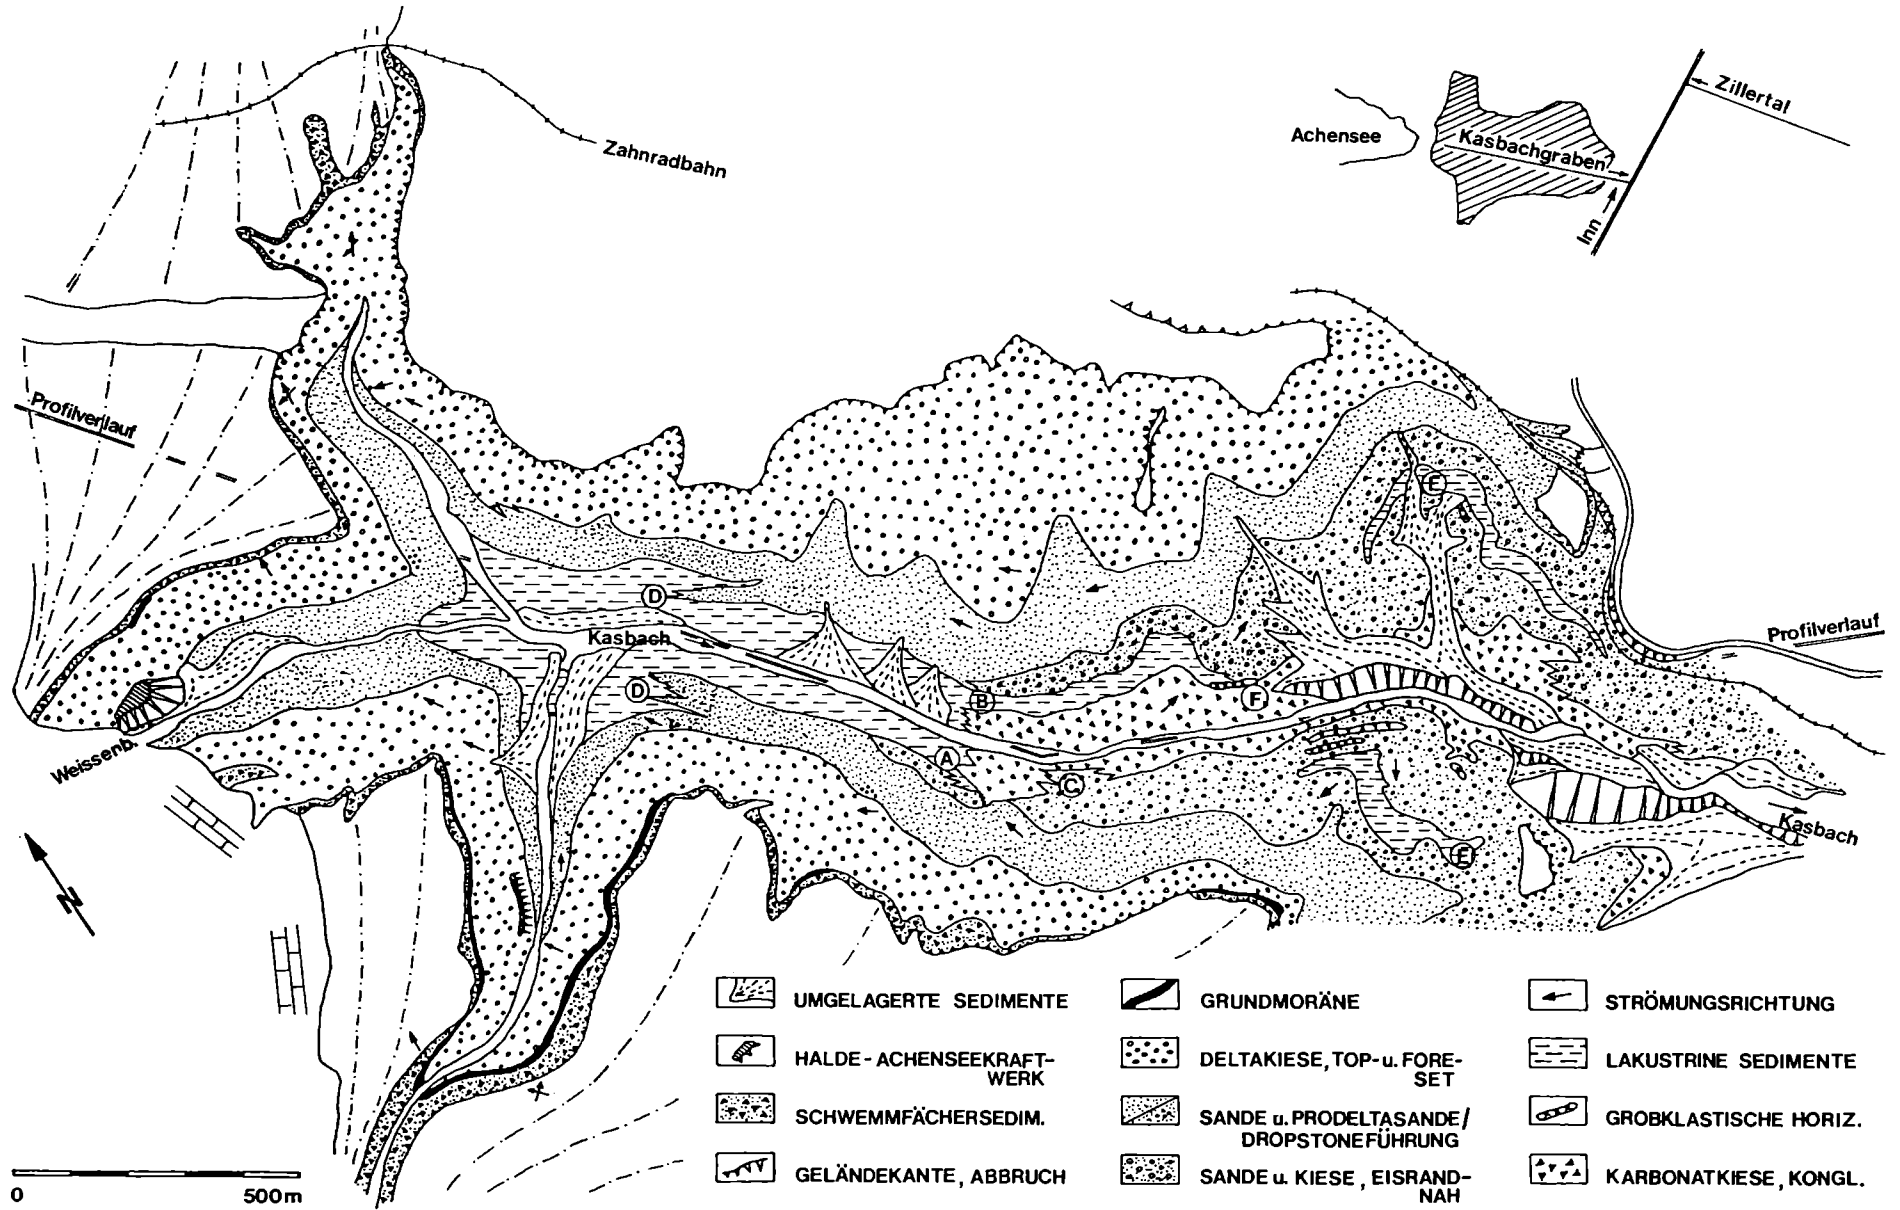 Zahnradbahn
Achensee
Kasbachgraben
Zillertal
Inn
Profilverlauf
E
D
Kasbach
Profilverlauf
D
B
F.
Weissenb.
A
C
Kasbach
E
N
UMGELAGERTE SEDIMENTE
HALDE-ACHENSEEKRAFT-
WERK
SCHWEMMFÄCHERSEDIM.
GELÄNDEKANTE, ABBRUCH
GRUNDMORÄNE
DELTAKIESE, TOP- u. FORE-
SET
SANDE u. PRODELTASANDE/
DROPSTONEFÜHRUNG
SANDE u. KIESE, EISRAND-
NAH
STRÖMUNGSRICHTUNG
LAKUSTRINE SEDIMENTE
GROBKLASTISCHE HORIZ.
KARBONATKIESE, KONGL.
0 500m